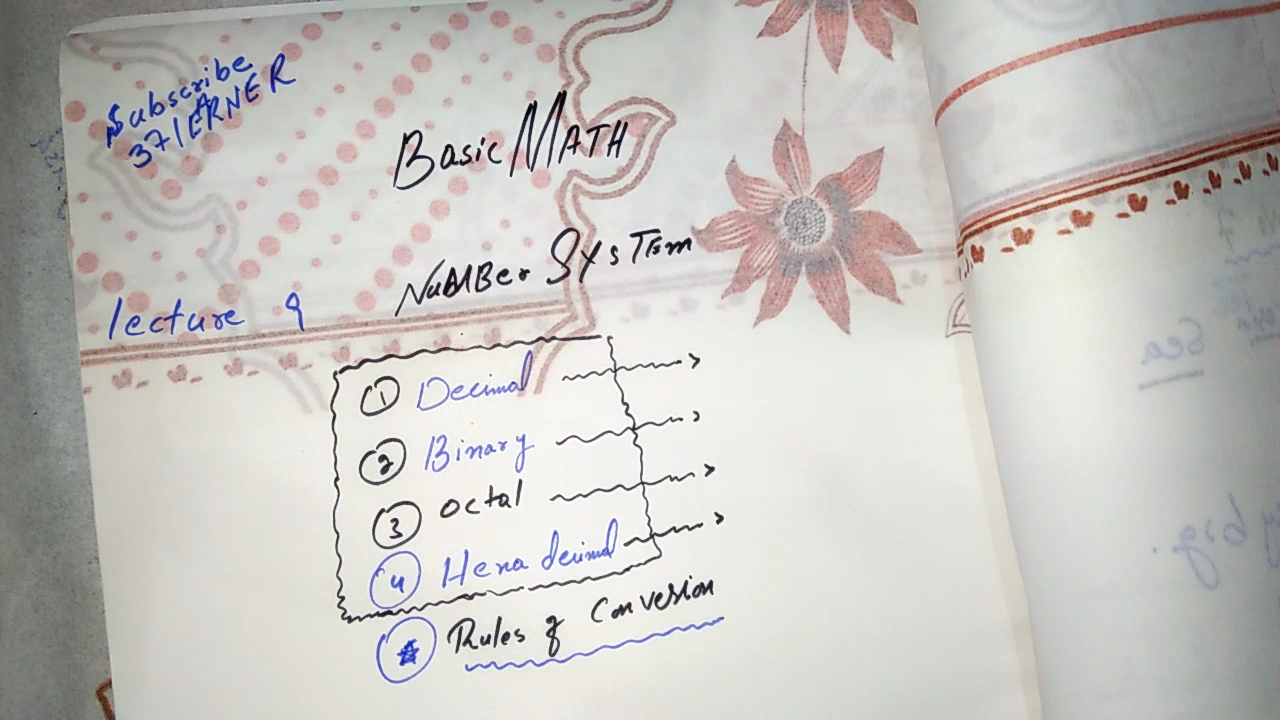 Subscribe
37LEARNER
Basic MATH
NUMBer SYsTEm
lecture 9
① Decimal
② Binary
③ octal
④ Hexa decimal
Rules of Conversion